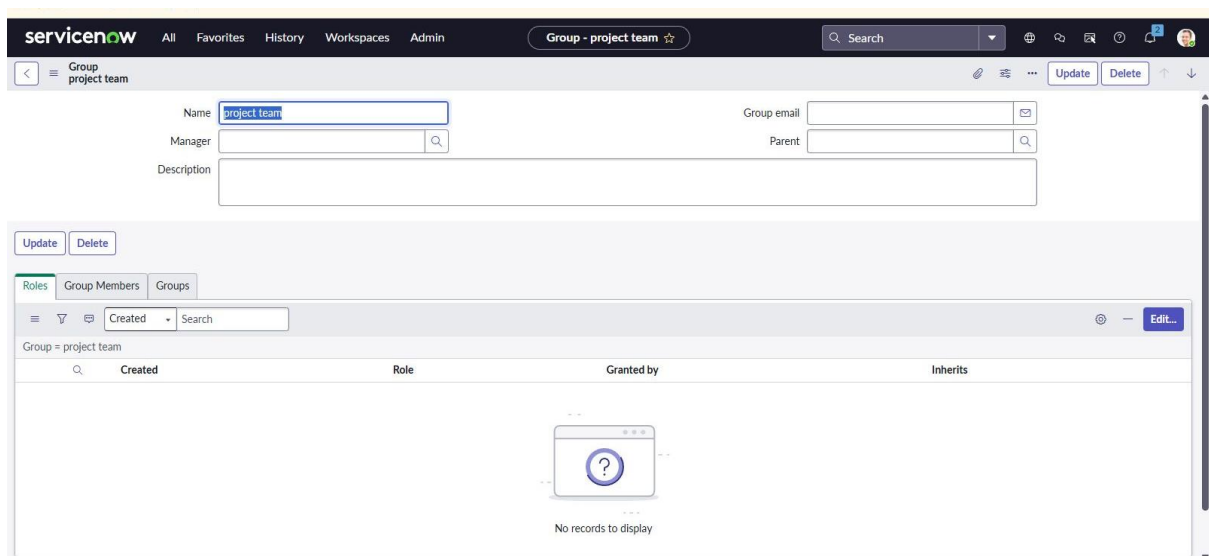 servicenow All Favorites History Workspaces Admin Group - project team Search 2
Group
project team
Update Delete
Name project team Group email
Manager Parent
Description
Update Delete
Roles Group Members Groups
Created Search Edit...
Group = project team
Created Role Granted by Inherits
?
No records to display